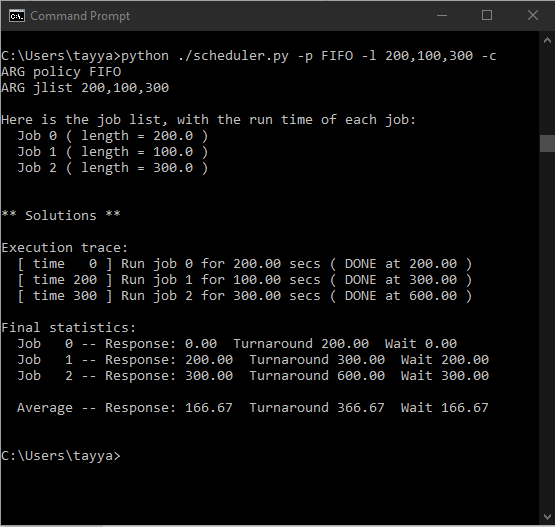 Command Prompt
C:\Users\tayya>python ./scheduler.py -p FIFO -l 200,100,300 -c
ARG policy FIFO
ARG jlist 200,100,300
Here is the job list, with the run time of each job:
  Job 0 ( length = 200.0 )
  Job 1 ( length = 100.0 )
  Job 2 ( length = 300.0 )
** Solutions **
Execution trace:
  [ time   0 ] Run job 0 for 200.00 secs ( DONE at 200.00 )
  [ time 200 ] Run job 1 for 100.00 secs ( DONE at 300.00 )
  [ time 300 ] Run job 2 for 300.00 secs ( DONE at 600.00 )
Final statistics:
  Job   0 -- Response: 0.00  Turnaround 200.00  Wait 0.00
  Job   1 -- Response: 200.00  Turnaround 300.00  Wait 200.00
  Job   2 -- Response: 300.00  Turnaround 600.00  Wait 300.00
  Average -- Response: 166.67  Turnaround 366.67  Wait 166.67
C:\Users\tayya>